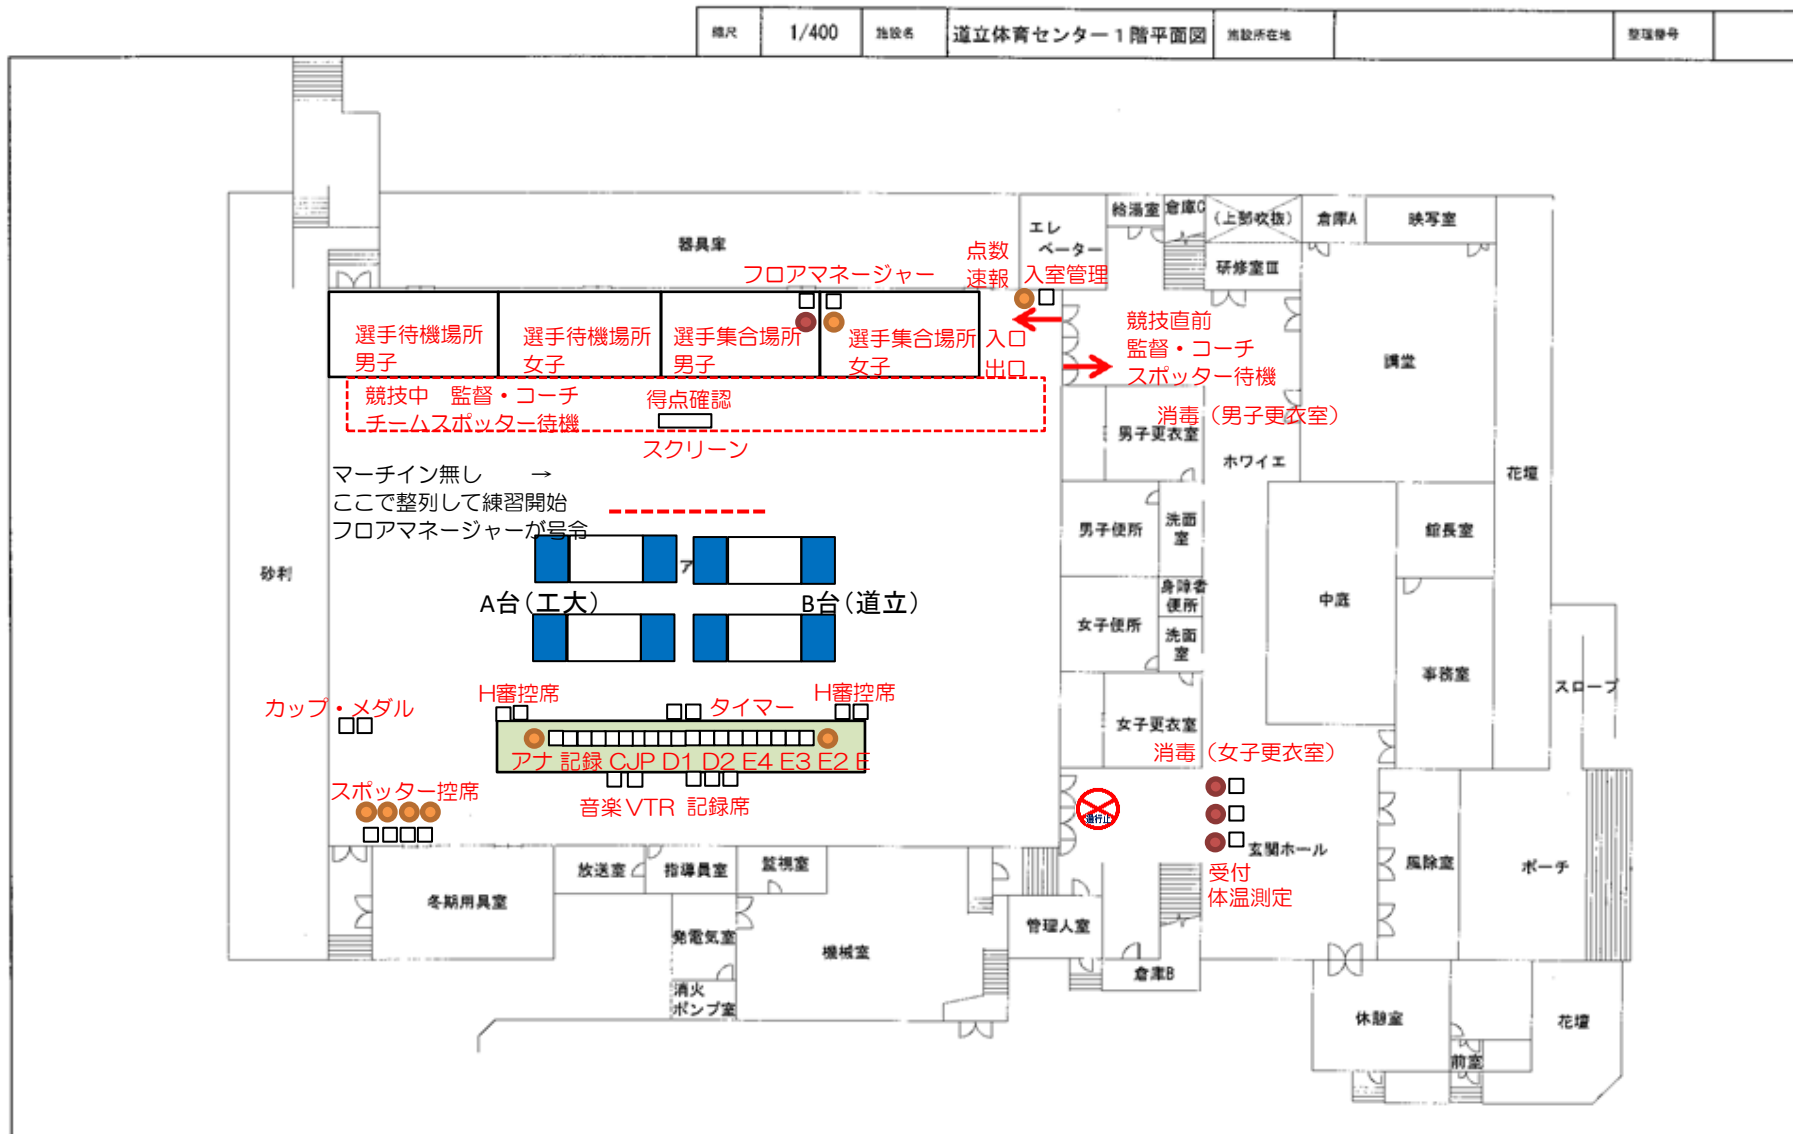 縮尺 1/400 施設名 道立体育センター1階平面図 施設所在地 整理番号
給湯室
倉庫C
(上部吹抜)
倉庫A
映写室
エレ
ベーター
器具庫
点数
速報
フロアマネージャー
入室管理
研修室Ⅲ
選手待機場所
男子
選手待機場所
女子
選手集合場所
男子
選手集合場所
女子
入口
出口
競技直前
監督・コーチ
スポッター待機
講堂
競技中 監督・コーチ
チームスポッター待機
得点確認
スクリーン
消毒(男子更衣室)
男子更衣室
ホワイエ
花壇
マーチイン無し →
ここで整列して練習開始
フロアマネージャーが号令
男子便所
洗面
室
館長室
砂利
ア
A台(工大)
B台(道立)
身障者
便所
女子便所
洗面
室
中庭
事務室
スロープ
カップ・メダル
H審控席
タイマー
H審控席
女子更衣室
消毒(女子更衣室)
アナ 記録 CJP D1 D2 E4 E3 E2 E
スポッター控席
音楽 VTR 記録席
通行止
玄関ホール
受付
体温測定
風除室
ポーチ
放送室
指導員室
監視室
冬期用具室
発電気室
機械室
管理人室
倉庫B
消火
ポンプ室
休憩室
前室
花壇